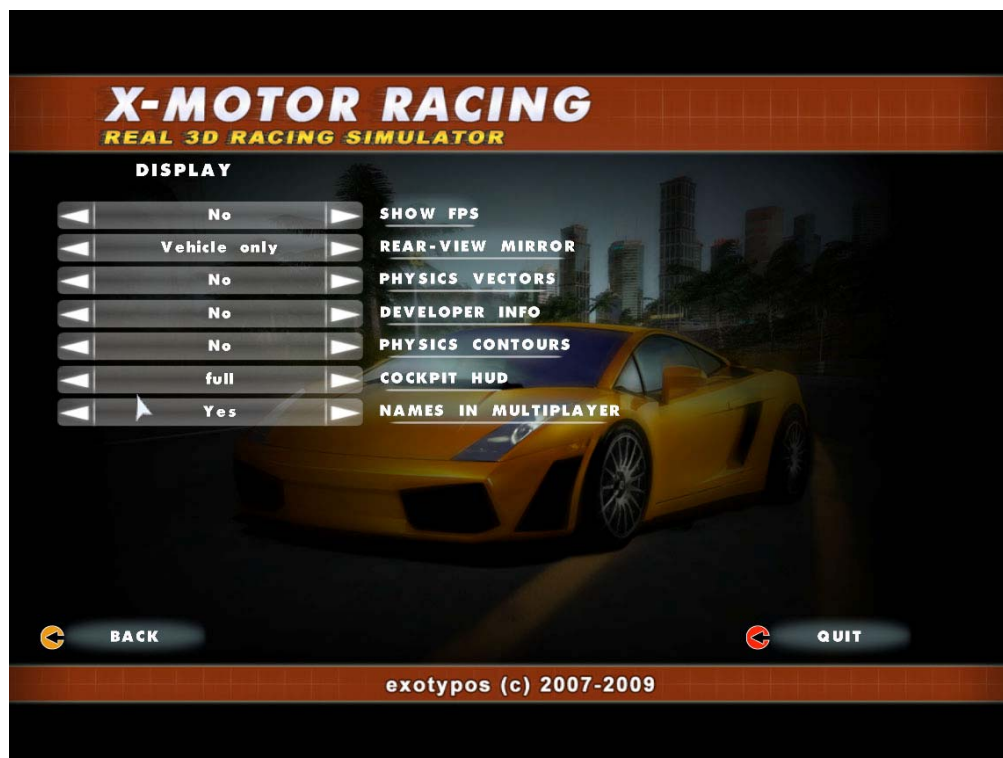 X-MOTOR RACING
REAL 3D RACING SIMULATOR
DISPLAY
No SHOW FPS
Vehicle only REAR-VIEW MIRROR
No PHYSICS VECTORS
No DEVELOPER INFO
No PHYSICS CONTOURS
full COCKPIT HUD
Yes NAMES IN MULTIPLAYER
BACK QUIT
exotypos (c) 2007-2009